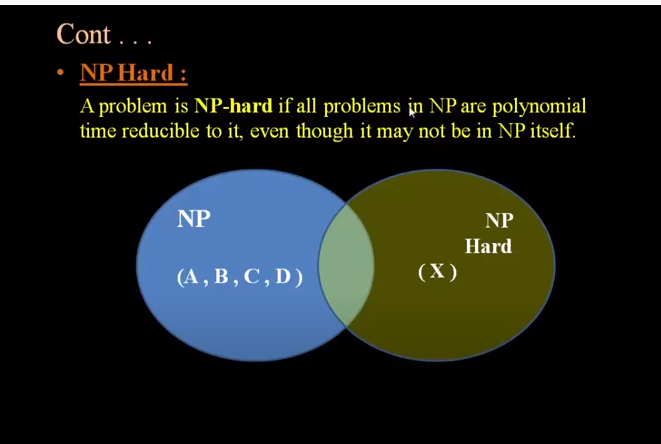 Cont . . .
• NP Hard :
A problem is NP-hard if all problems in NP are polynomial
time reducible to it, even though it may not be in NP itself.
NP
(A , B , C , D )
NP
Hard
( X )